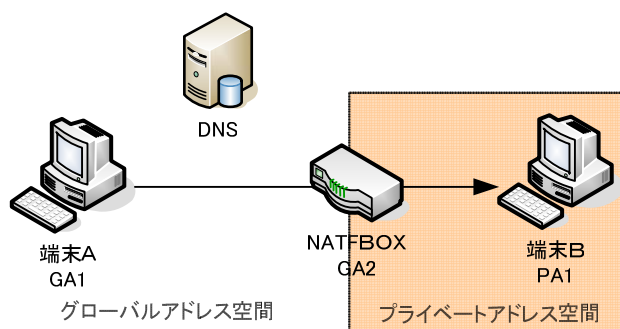 DNS
端末A
GA1
NATFBOX
GA2
端末B
PA1
グローバルアドレス空間
プライベートアドレス空間